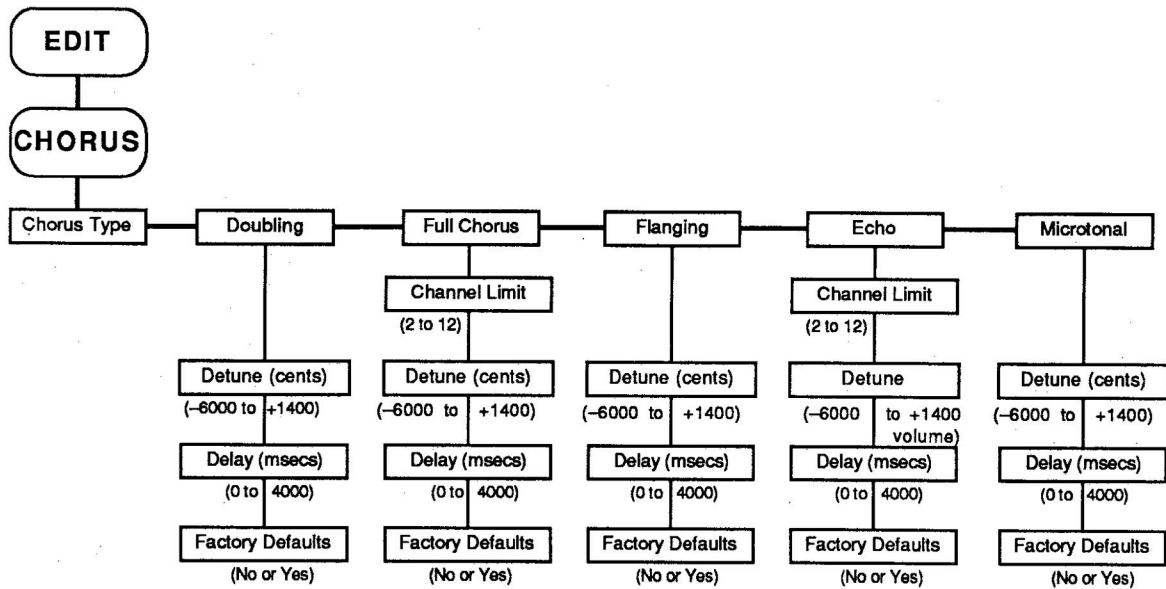 EDIT
CHORUS
Chorus Type Doubling Full Chorus Flanging Echo Microtonal
Channel Limit Channel Limit
(2 to 12) (2 to 12)
Detune (cents) Detune (cents) Detune (cents) Detune Detune (cents)
(–6000 to +1400) (–6000 to +1400) (–6000 to +1400) (–6000 to +1400 (–6000 to +1400)
volume)
Delay (msecs) Delay (msecs) Delay (msecs) Delay (msecs) Delay (msecs)
(0 to 4000) (0 to 4000) (0 to 4000) (0 to 4000) (0 to 4000)
Factory Defaults Factory Defaults Factory Defaults Factory Defaults Factory Defaults
(No or Yes) (No or Yes) (No or Yes) (No or Yes) (No or Yes)